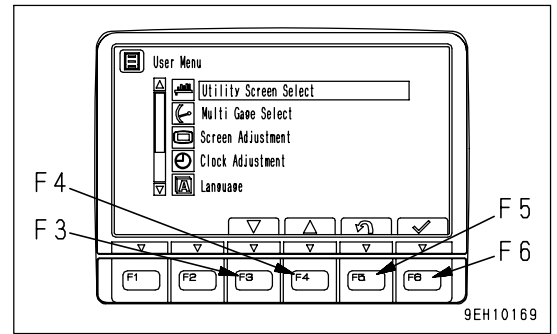 User Menu
Utility Screen Select
Multi Gage Select
Screen Adjustment
Clock Adjustment
A Language
F4
F3
F5
F6
F1 F2 F3 F4 F5 F6
9EH10169